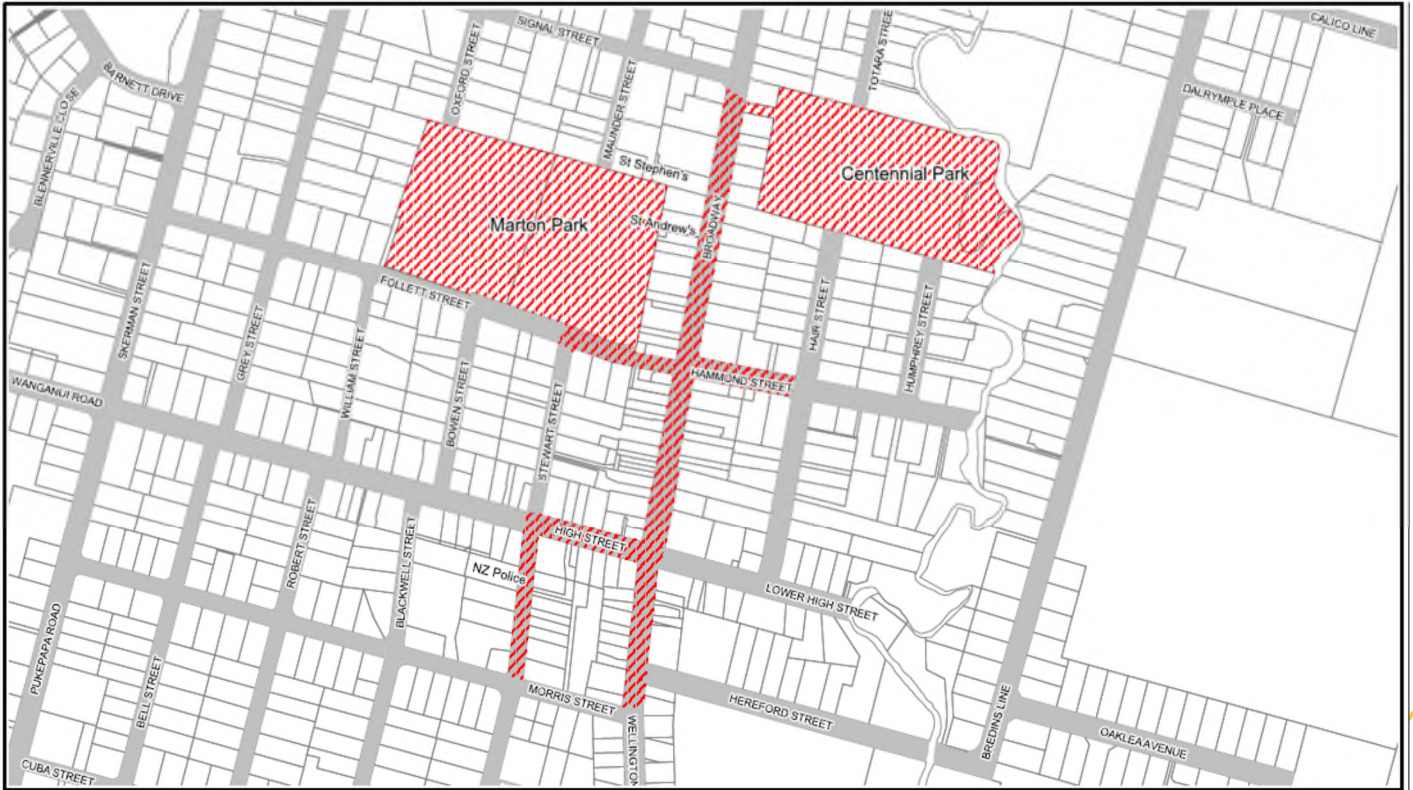 SIGNAL STREET
CALICO LINE
OXFORD STREET
TOTARA STREE
BARNETT DRIVE
MAUNDER STREET
DALRYMPLE PLACE
BLENNERVILLE CLOSE
St Stephen's
Centennial Park
Marton Park
St Andrew's
BROADWAY
FOLLETT STREET
SKERMAN STREET
GREY STREET
WILLIAM STREET
BOWEN STREET
STEWART STREET
HAMMOND STREET
HAIR STREET
HUMPHREY STREET
WANGANUI ROAD
ROBERT STREET
BLACKWELL STREET
HIGH STREET
NZ Police
LOWER HIGH STREET
PUKEPAPA ROAD
BELL STREET
MORRIS STREET
WELLINGTON
HEREFORD STREET
BREDINS LINE
OAKLEA AVENUE
CUBA STREET